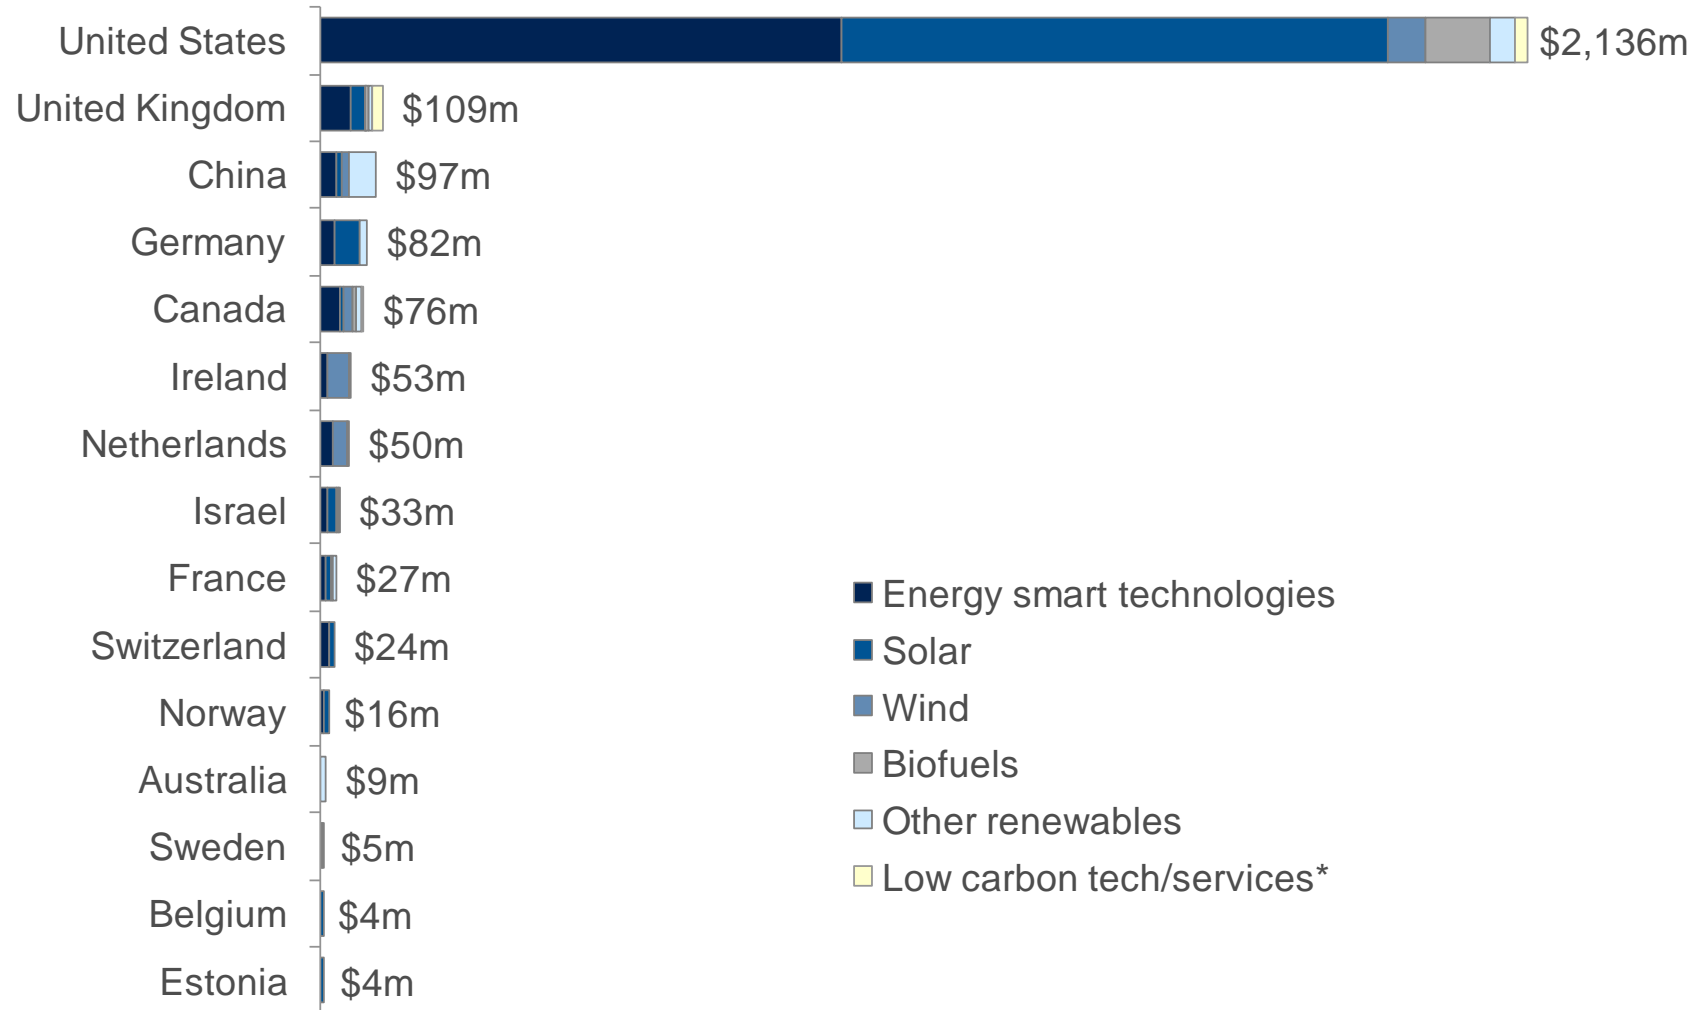 United States $2,136m
United Kingdom $109m
China $97m
Germany $82m
Canada $76m
Ireland $53m
Netherlands $50m
Israel $33m
France $27m
Switzerland $24m
Norway $16m
Australia $9m
Sweden $5m
Belgium $4m
Estonia $4m
Energy smart technologies
Solar
Wind
Biofuels
Other renewables
Low carbon tech/services*